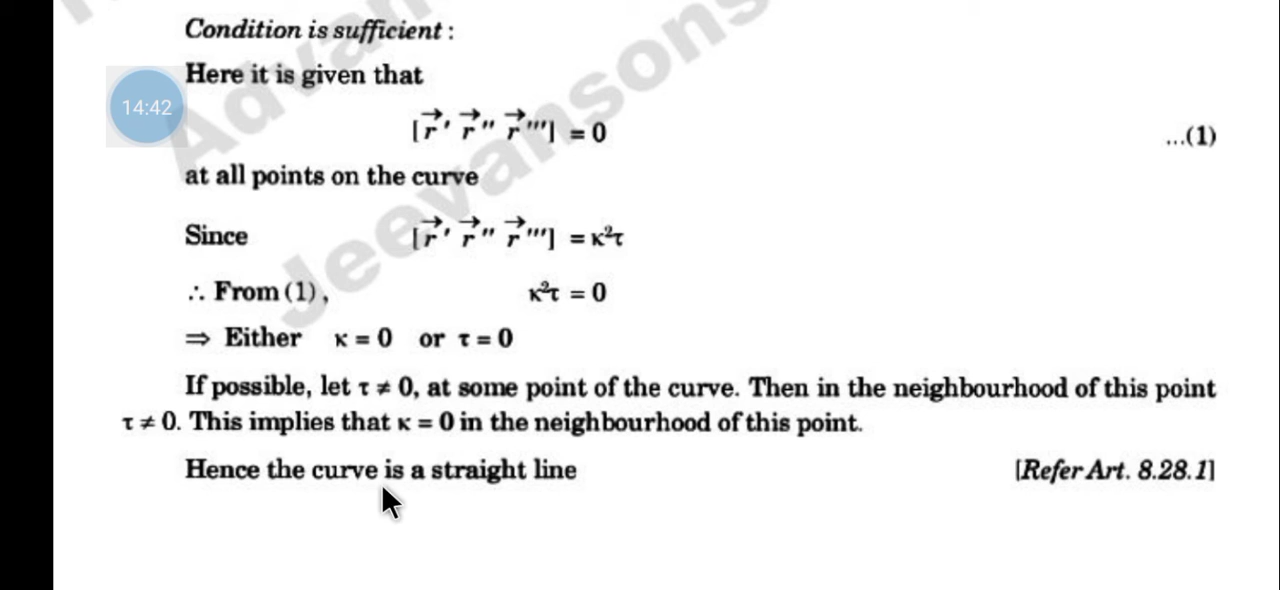 Condition is sufficient :
Here it is given that
14:42
[r⃗′ r⃗″ r⃗‴] = 0 ...(1)
at all points on the curve
Since [r⃗′ r⃗″ r⃗‴] = κ²τ
∴ From (1), κ²τ = 0
⇒ Either κ = 0 or τ = 0
If possible, let τ ≠ 0, at some point of the curve. Then in the neighbourhood of this point
τ ≠ 0. This implies that κ = 0 in the neighbourhood of this point.
Hence the curve is a straight line [Refer Art. 8.28.1]
Jeevansons